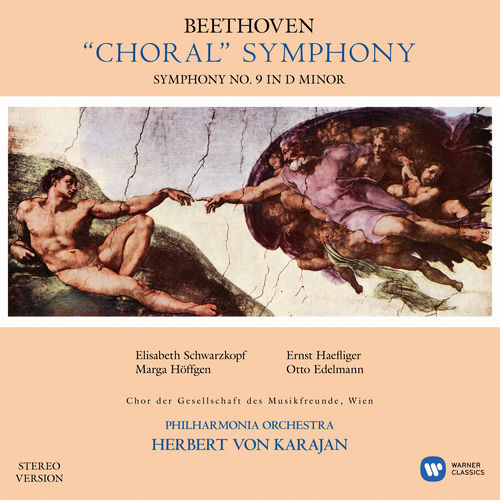 BEETHOVEN
“CHORAL” SYMPHONY
SYMPHONY NO. 9 IN D MINOR
Elisabeth Schwarzkopf
Ernst Haefliger
Marga Höffgen
Otto Edelmann
Chor der Gesellschaft des Musikfreunde, Wien
PHILHARMONIA ORCHESTRA
HERBERT VON KARAJAN
STEREO
VERSION
WARNER
CLASSICS